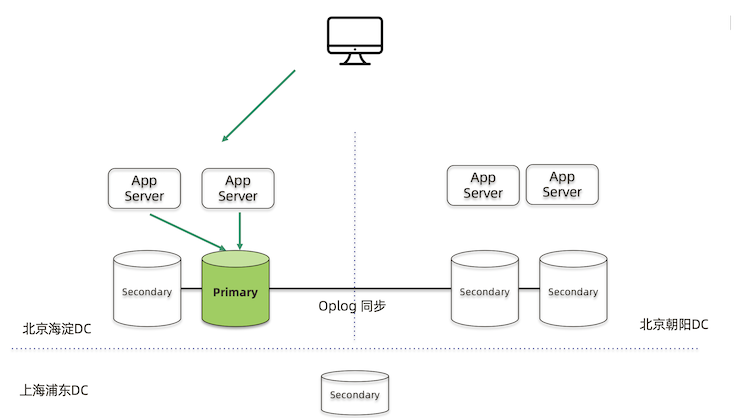 App
Server
App
Server
App
Server
App
Server
Secondary
Primary
Secondary
Secondary
Oplog 同步
北京海淀DC
北京朝阳DC
上海浦东DC
Secondary